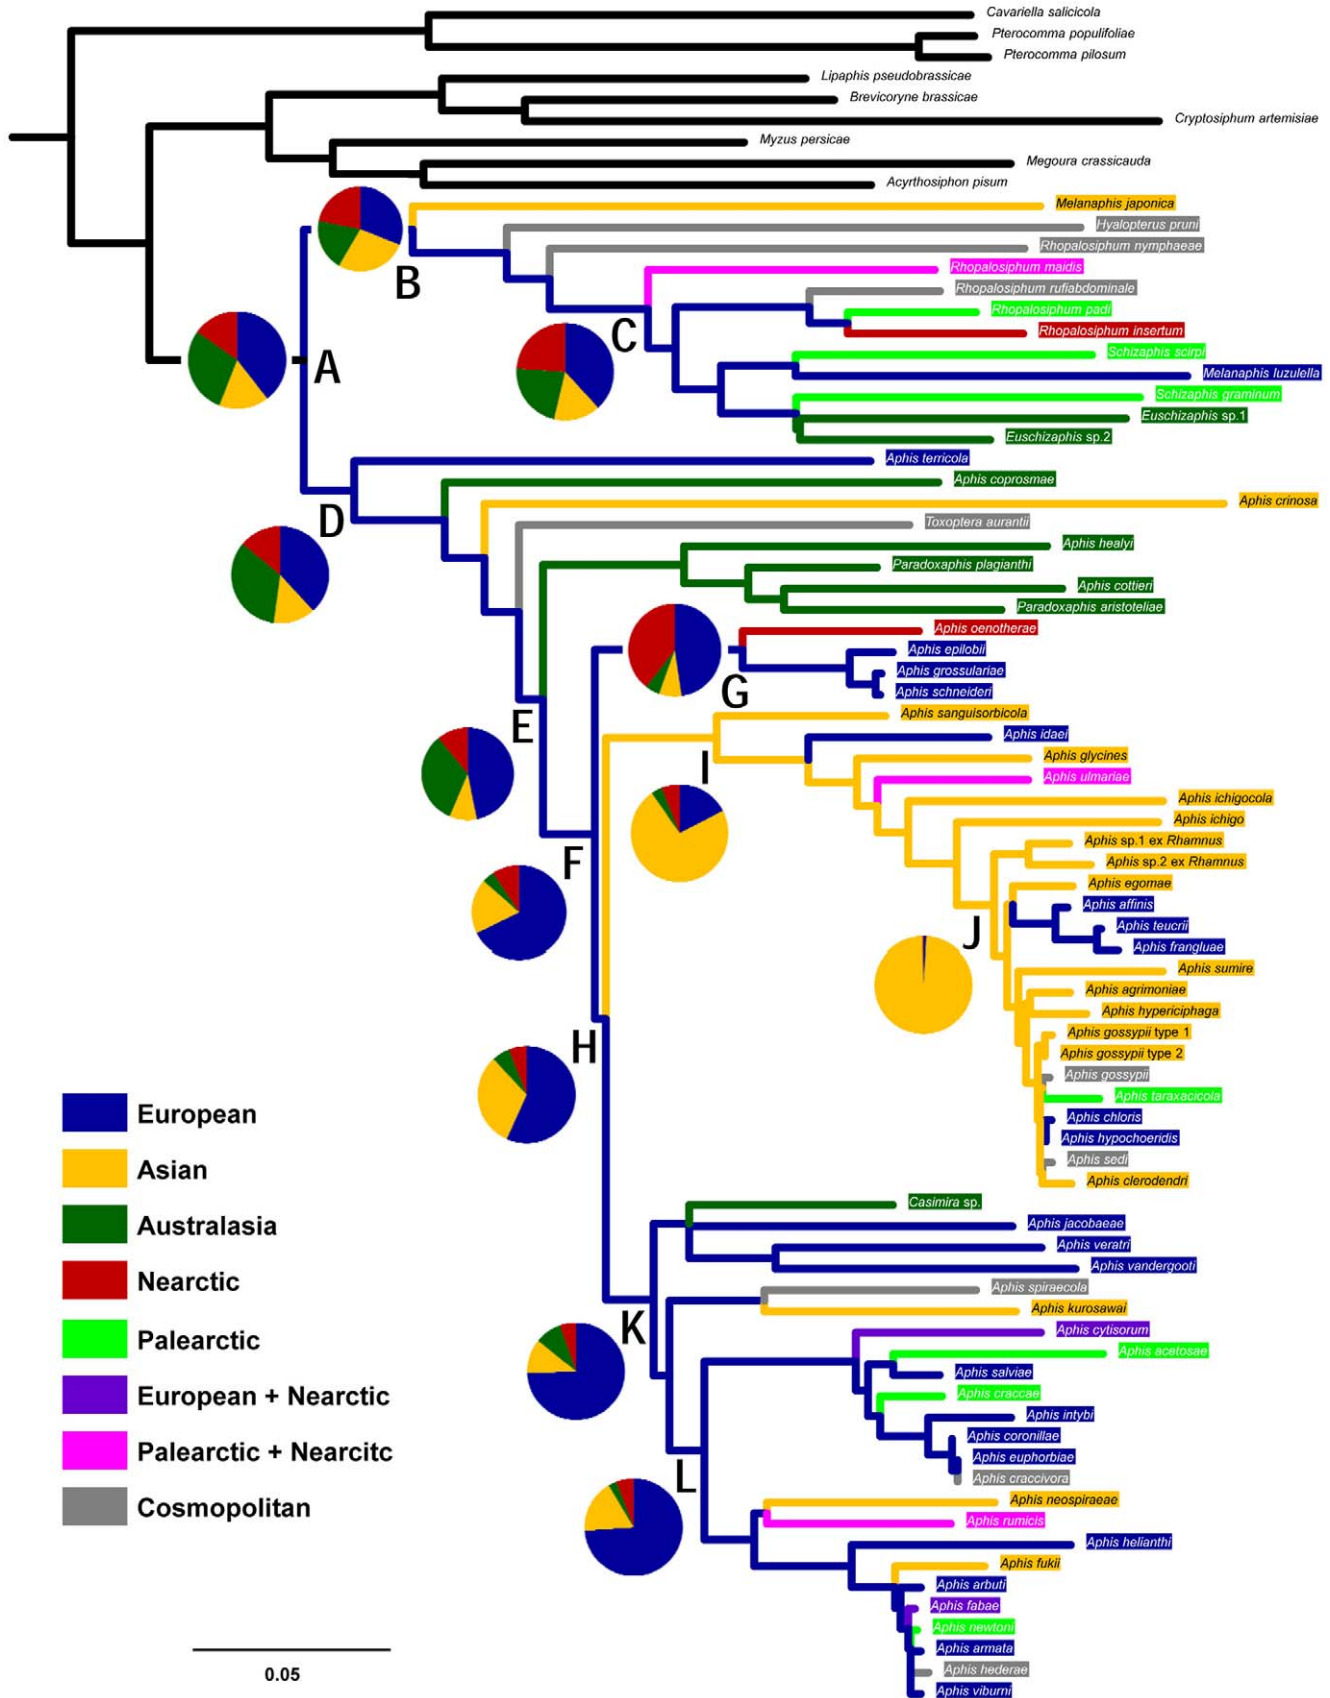 Cavariella salicicola
Pterocomma populifoliae
Pterocomma pilosum
Lipaphis pseudobrassicae
Brevicoryne brassicae
Cryptosiphum artemisiae
Myzus persicae
Megoura crassicauda
Acyrthosiphon pisum
Melanaphis japonica
Hyalopterus pruni
Rhopalosiphum nymphaeae
B
Rhopalosiphum maidis
Rhopalosiphum rufiabdominale
Rhopalosiphum padi
Rhopalosiphum insertum
C
Schizaphis scirpi
A
Melanaphis luzulella
Schizaphis graminum
Euschizaphis sp.1
Euschizaphis sp.2
Aphis terricola
Aphis coprosmae
Aphis crinosa
D
Toxoptera aurantii
Aphis healyi
Paradoxaphis plagianthi
Aphis cottieri
Paradoxaphis aristoteliae
Aphis oenotherae
Aphis epilobii
Aphis grossulariae
Aphis schneideri
G
Aphis sanguisorbicola
E
Aphis idaei
Aphis glycines
I
Aphis ulmariae
Aphis ichigocola
Aphis ichigo
Aphis sp.1 ex Rhamnus
F
Aphis sp.2 ex Rhamnus
Aphis egomae
Aphis affinis
Aphis teucrii
J
Aphis frangluae
Aphis sumire
Aphis agrimoniae
Aphis hypericiphaga
Aphis gossypii type 1
H
Aphis gossypii type 2
Aphis gossypii
Aphis taraxacicola
European
Aphis chloris
Aphis hypochoeridis
Aphis sedi
Asian
Aphis clerodendri
Casimira sp.
Australasia
Aphis jacobaeae
Aphis veratri
Aphis vandergooti
Nearctic
Aphis spiraecola
Aphis kurosawai
K
Aphis cytisorum
Palearctic
Aphis acetosae
Aphis salviae
European + Nearctic
Aphis craccae
Aphis intybi
Aphis coronillae
Palearctic + Nearcitc
Aphis euphorbiae
L
Aphis craccivora
Aphis neospiraeae
Cosmopolitan
Aphis rumicis
Aphis helianthi
Aphis fukii
Aphis arbuti
Aphis fabae
Aphis newtoni
Aphis armata
Aphis hederae
0.05
Aphis viburni